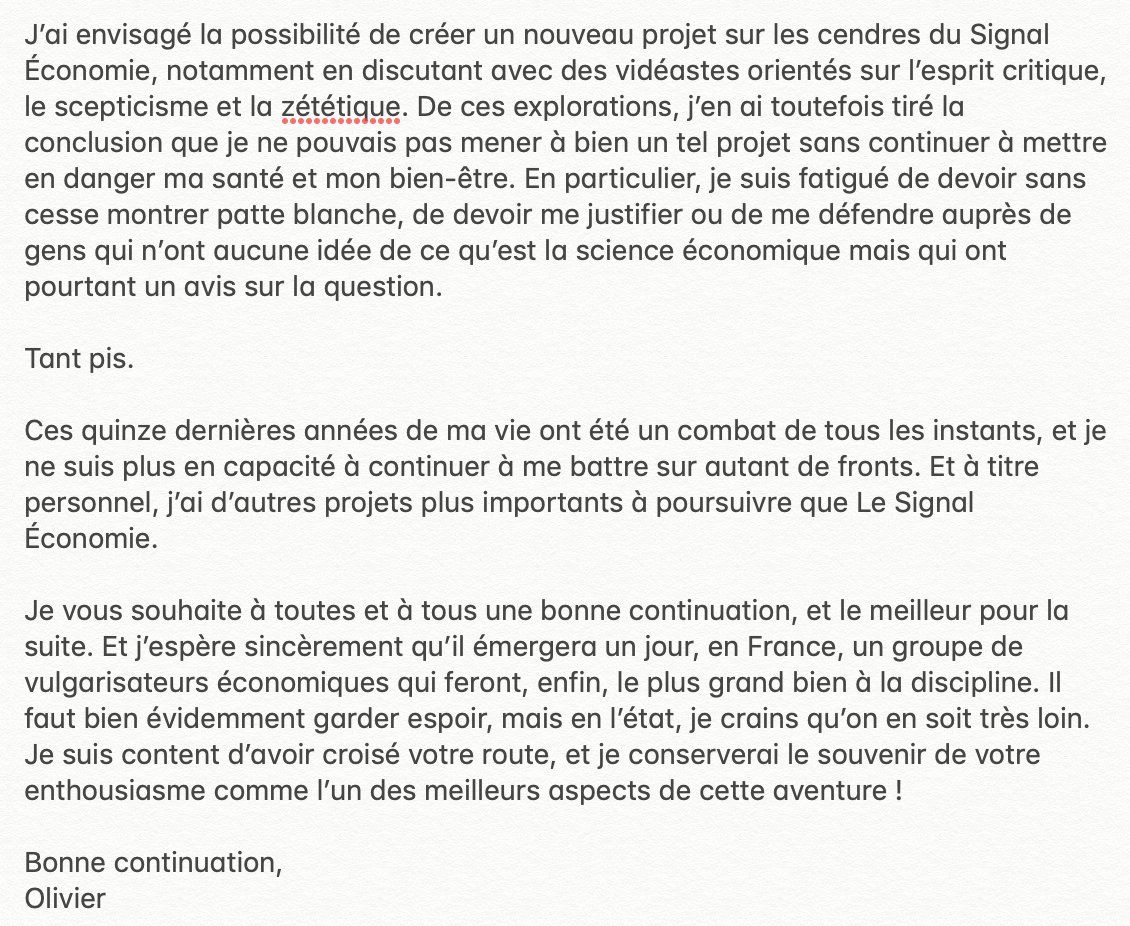 J’ai envisagé la possibilité de créer un nouveau projet sur les cendres du Signal
Économie, notamment en discutant avec des vidéastes orientés sur l’esprit critique,
le scepticisme et la zététique. De ces explorations, j’en ai toutefois tiré la
conclusion que je ne pouvais pas mener à bien un tel projet sans continuer à mettre
en danger ma santé et mon bien-être. En particulier, je suis fatigué de devoir sans
cesse montrer patte blanche, de devoir me justifier ou de me défendre auprès de
gens qui n’ont aucune idée de ce qu’est la science économique mais qui ont
pourtant un avis sur la question.
Tant pis.
Ces quinze dernières années de ma vie ont été un combat de tous les instants, et je
ne suis plus en capacité à continuer à me battre sur autant de fronts. Et à titre
personnel, j’ai d’autres projets plus importants à poursuivre que Le Signal
Économie.
Je vous souhaite à toutes et à tous une bonne continuation, et le meilleur pour la
suite. Et j’espère sincèrement qu’il émergera un jour, en France, un groupe de
vulgarisateurs économiques qui feront, enfin, le plus grand bien à la discipline. Il
faut bien évidemment garder espoir, mais en l’état, je crains qu’on en soit très loin.
Je suis content d’avoir croisé votre route, et je conserverai le souvenir de votre
enthousiasme comme l’un des meilleurs aspects de cette aventure !
Bonne continuation,
Olivier